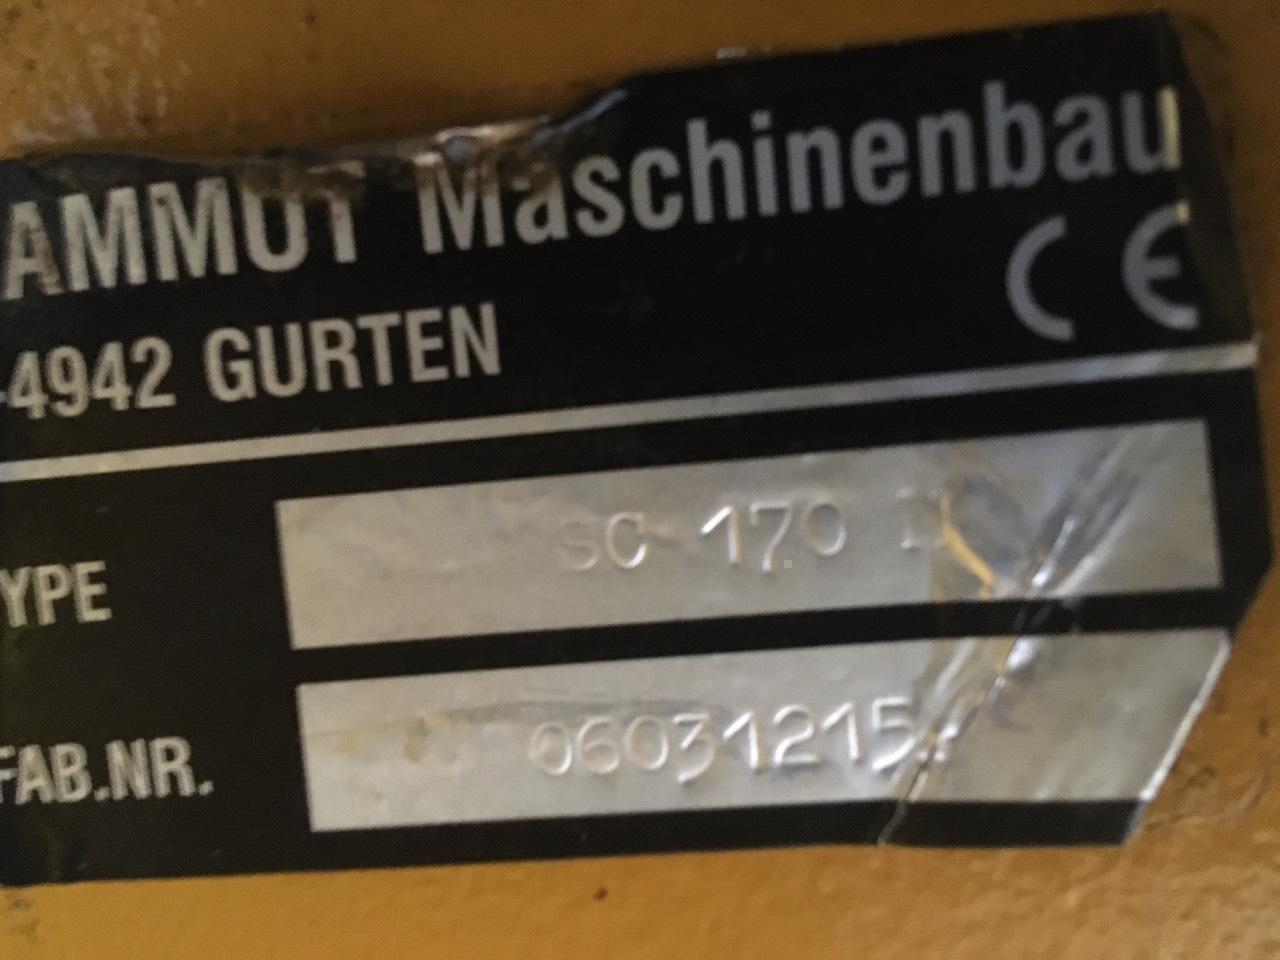 AMMUT Maschinenbau
CE
-4942 GURTEN
YPE SC 170
FAB.NR. 06031215